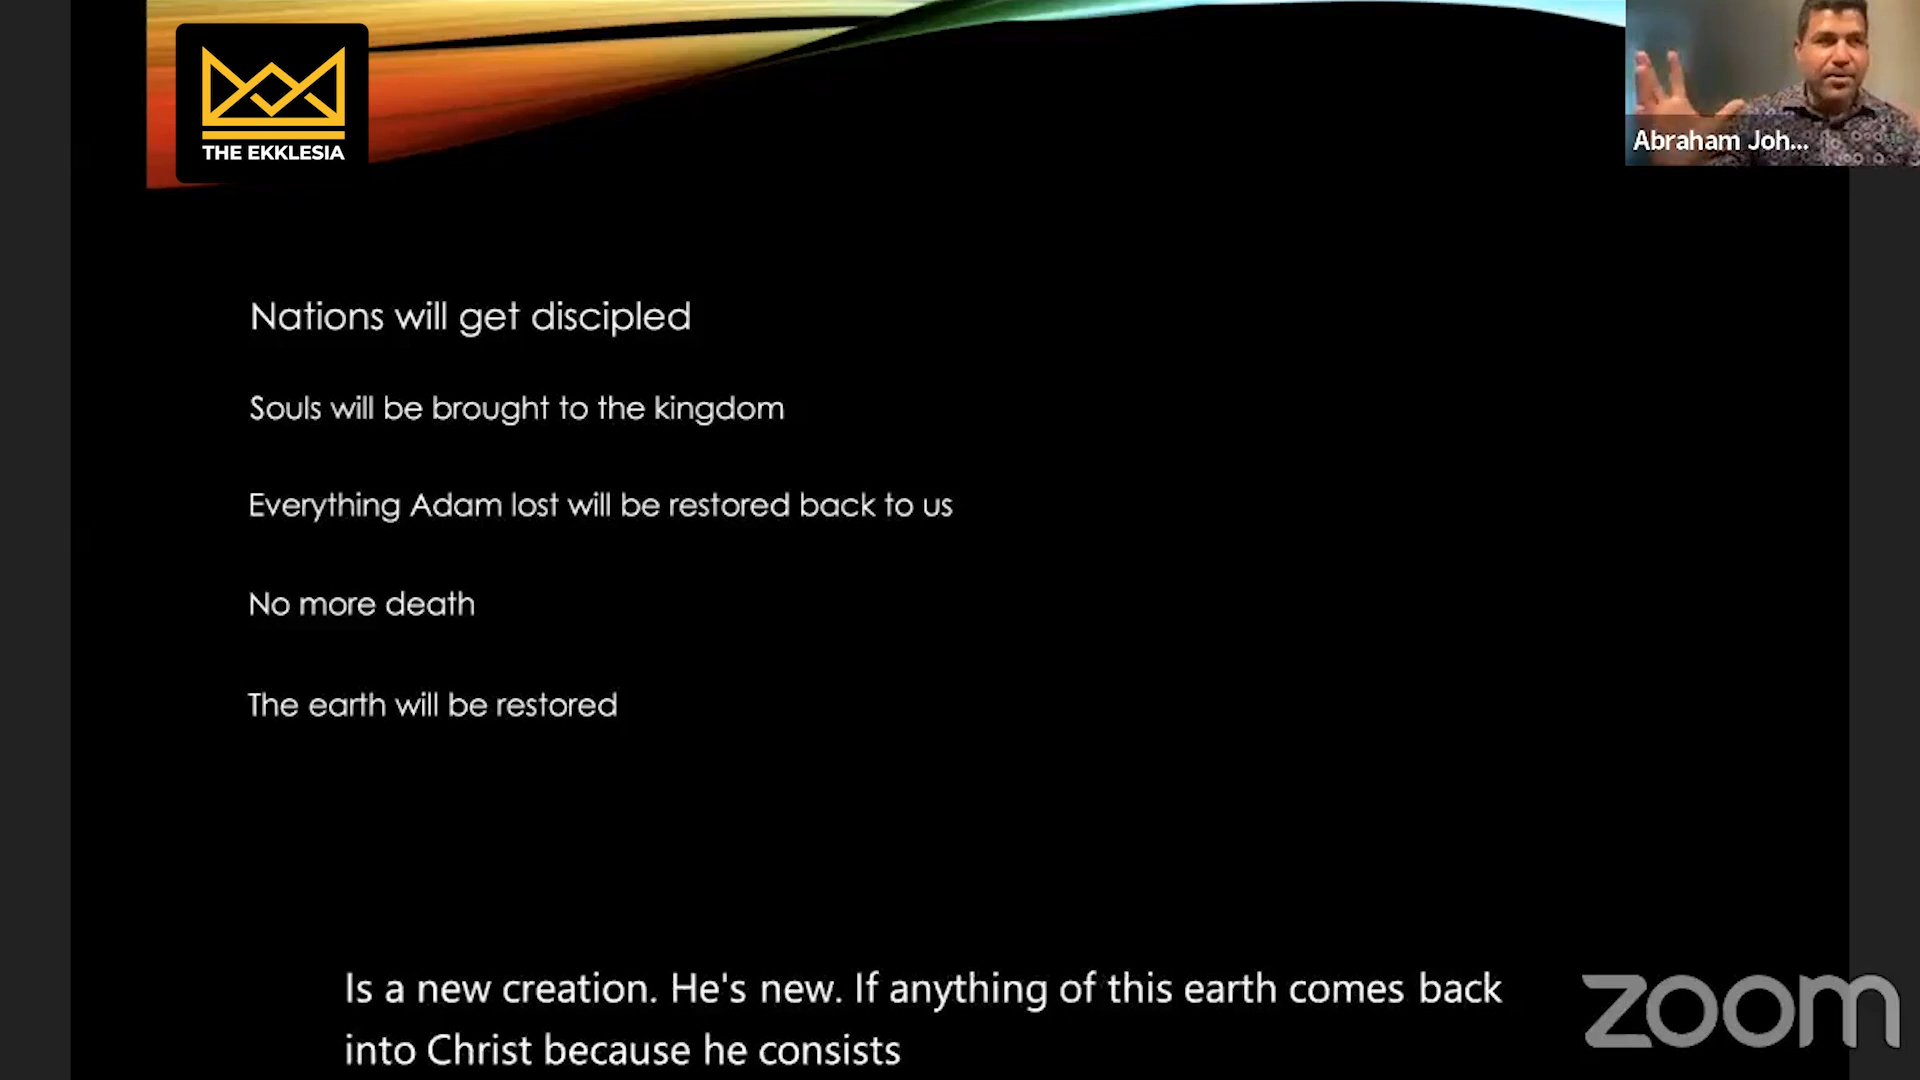 THE EKKLESIA
Abraham Joh...
Nations will get discipled
Souls will be brought to the kingdom
Everything Adam lost will be restored back to us
No more death
The earth will be restored
Is a new creation. He's new. If anything of this earth comes back
into Christ because he consists
zoom